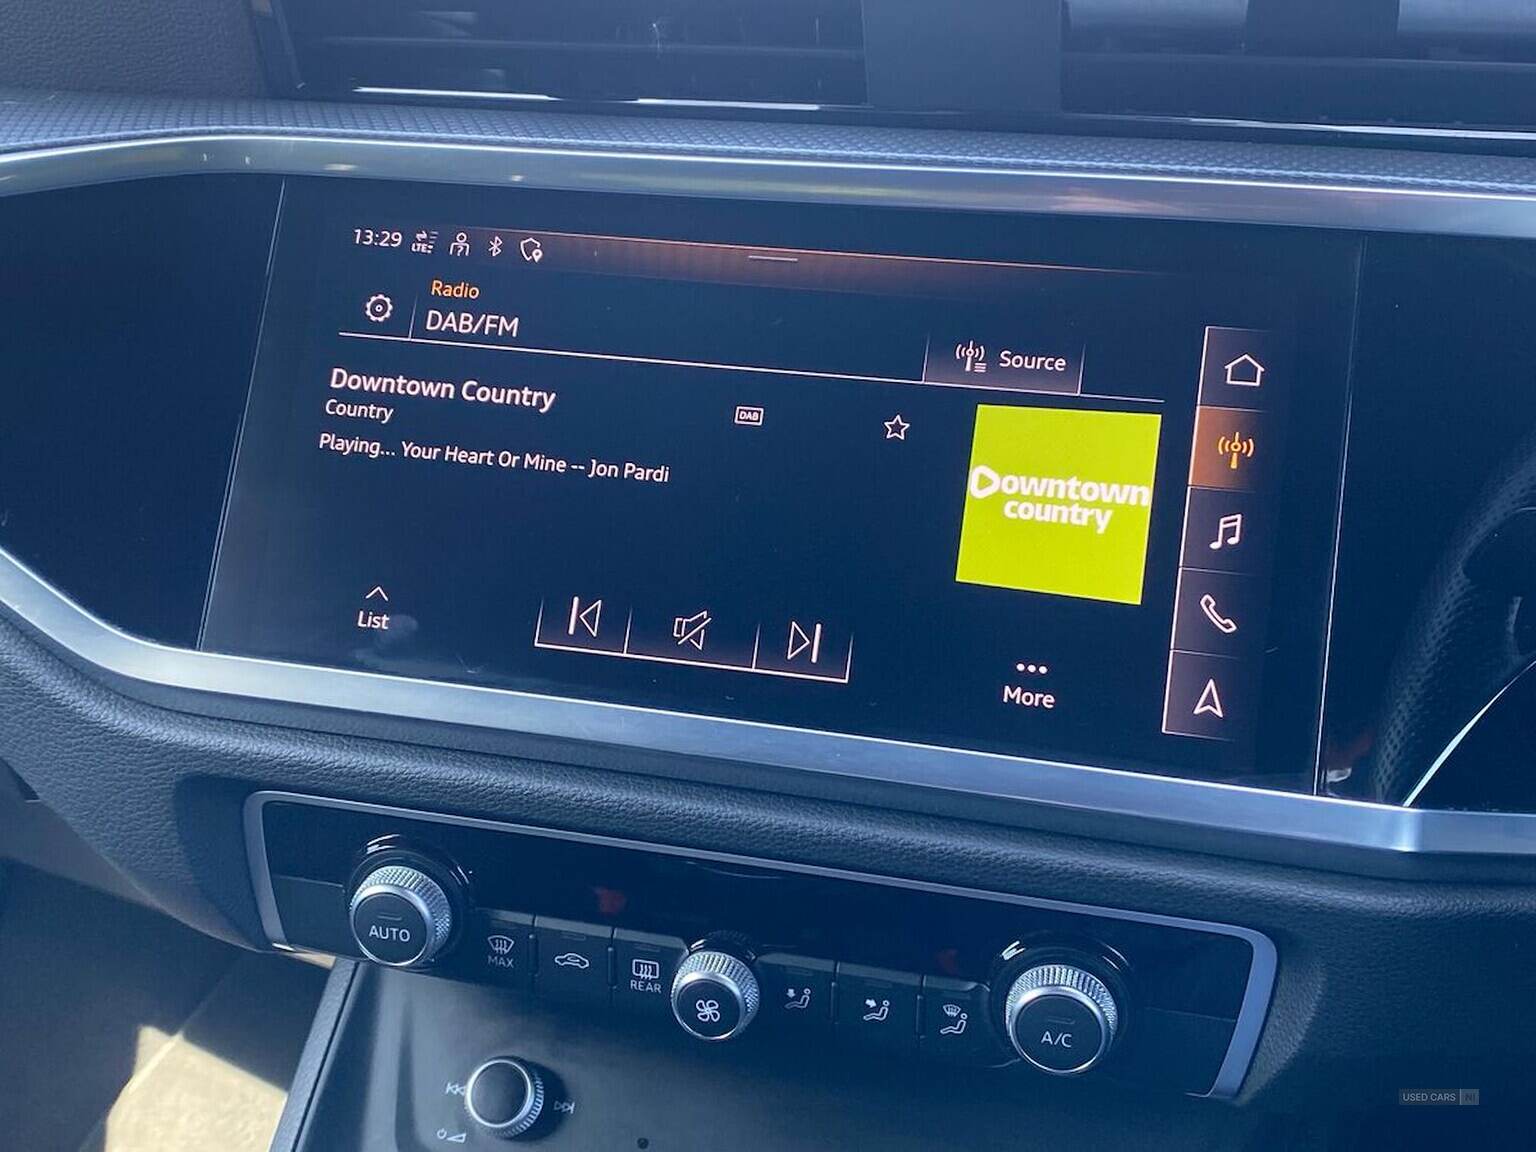 13:29 LTE
Radio
DAB/FM
Source
Downtown Country
Country
DAB
Playing... Your Heart Or Mine -- Jon Pardi
Downtown
country
List
More
AUTO
MAX
REAR
A/C
USED CARS NI